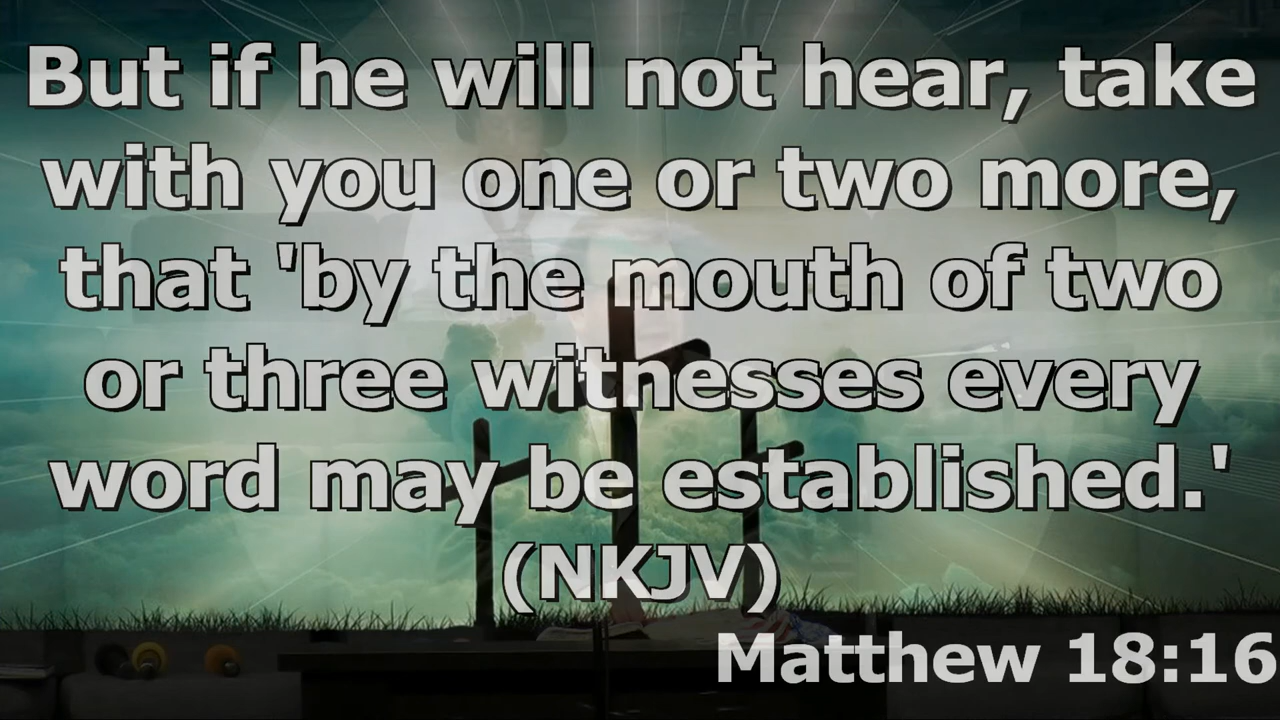 But if he will not hear, take
with you one or two more,
that 'by the mouth of two
or three witnesses every
word may be established.'
(NKJV)
Matthew 18:16